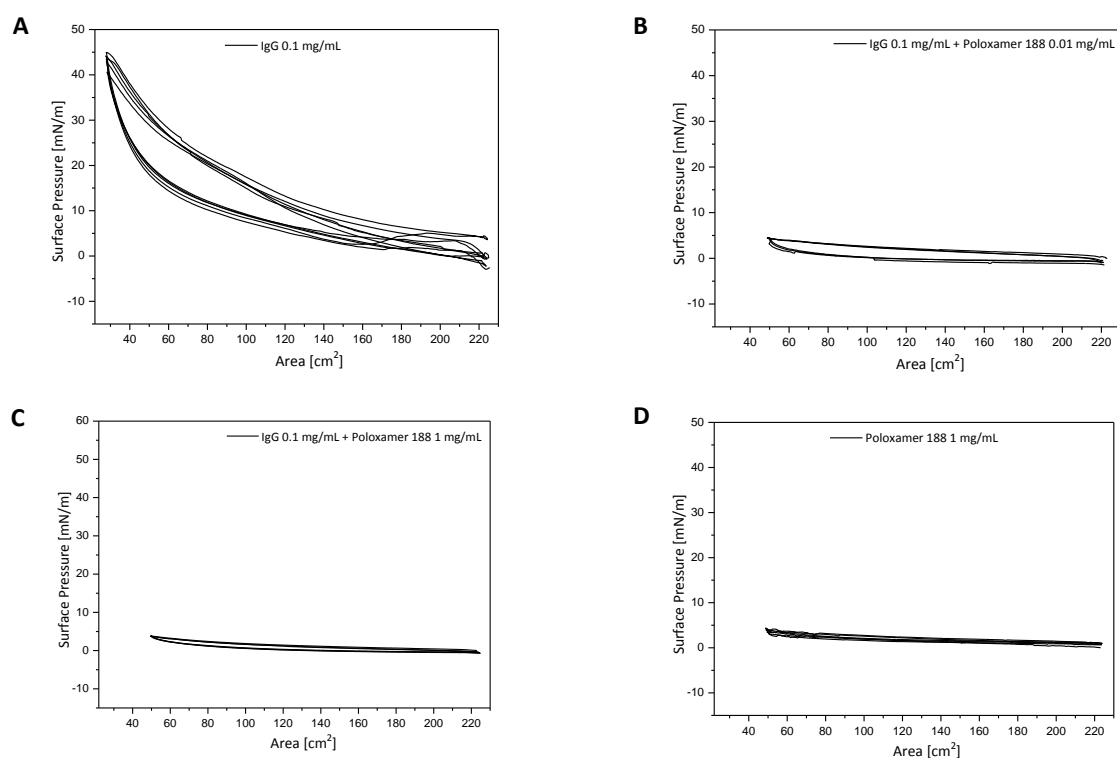 A
IgG 0.1 mg/mL
Surface Pressure [mN/m]
50
40
30
20
10
0
-10
40 60 80 100 120 140 160 180 200 220
Area [cm²]
B
IgG 0.1 mg/mL + Poloxamer 188 0.01 mg/mL
Surface Pressure [mN/m]
50
40
30
20
10
0
-10
40 60 80 100 120 140 160 180 200 220
Area [cm²]
C
IgG 0.1 mg/mL + Poloxamer 188 1 mg/mL
Surface Pressure [mN/m]
60
50
40
30
20
10
0
-10
40 60 80 100 120 140 160 180 200 220
Area [cm²]
D
Poloxamer 188 1 mg/mL
Surface Pressure [mN/m]
50
40
30
20
10
0
-10
40 60 80 100 120 140 160 180 200 220
Area [cm²]